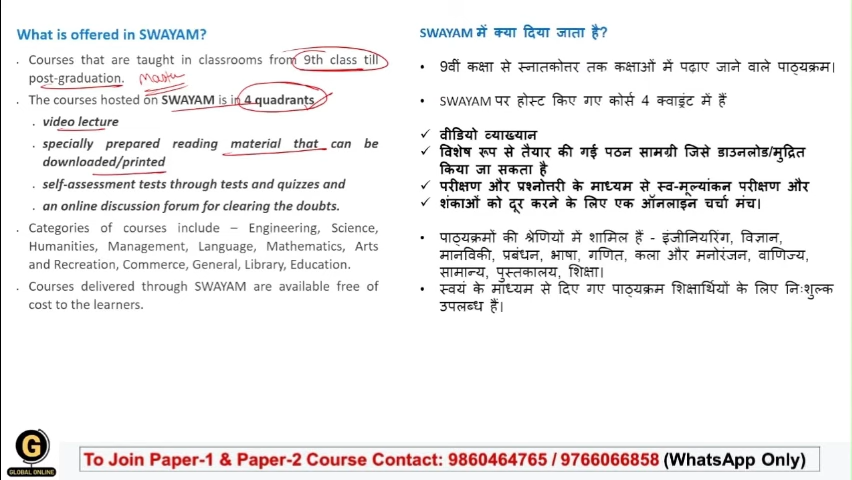 What is offered in SWAYAM?
. Courses that are taught in classrooms from 9th class till
post-graduation. Master
. The courses hosted on SWAYAM is in 4 quadrants
. video lecture
. specially prepared reading material that can be
downloaded/printed
. self-assessment tests through tests and quizzes and
. an online discussion forum for clearing the doubts.
. Categories of courses include – Engineering, Science,
Humanities, Management, Language, Mathematics, Arts
and Recreation, Commerce, General, Library, Education.
. Courses delivered through SWAYAM are available free of
cost to the learners.
SWAYAM में क्या दिया जाता है?
• 9वीं कक्षा से स्नातकोत्तर तक कक्षाओं में पढ़ाए जाने वाले पाठ्यक्रम।
• SWAYAM पर होस्ट किए गए कोर्स 4 क्वाड्रंट में हैं
✓ वीडियो व्याख्यान
✓ विशेष रूप से तैयार की गई पठन सामग्री जिसे डाउनलोड/मुद्रित
किया जा सकता है
✓ परीक्षण और प्रश्नोत्तरी के माध्यम से स्व-मूल्यांकन परीक्षण और
✓ शंकाओं को दूर करने के लिए एक ऑनलाइन चर्चा मंच।
• पाठ्यक्रमों की श्रेणियों में शामिल हैं - इंजीनियरिंग, विज्ञान,
मानविकी, प्रबंधन, भाषा, गणित, कला और मनोरंजन, वाणिज्य,
सामान्य, पुस्तकालय, शिक्षा।
• स्वयं के माध्यम से दिए गए पाठ्यक्रम शिक्षार्थियों के लिए निःशुल्क
उपलब्ध हैं।
G
GLOBAL ONLINE
To Join Paper-1 & Paper-2 Course Contact: 9860464765 / 9766066858 (WhatsApp Only)